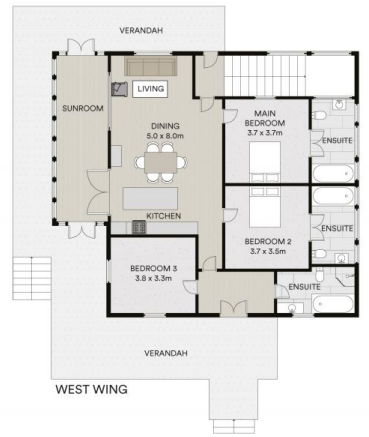 VERANDAH
LIVING
SUNROOM
DINING
5.0 x 8.0m
MAIN
BEDROOM
3.7 x 3.7m
ENSUITE
KITCHEN
ENSUITE
BEDROOM 2
3.7 x 3.5m
BEDROOM 3
3.8 x 3.3m
ENSUITE
VERANDAH
WEST WING